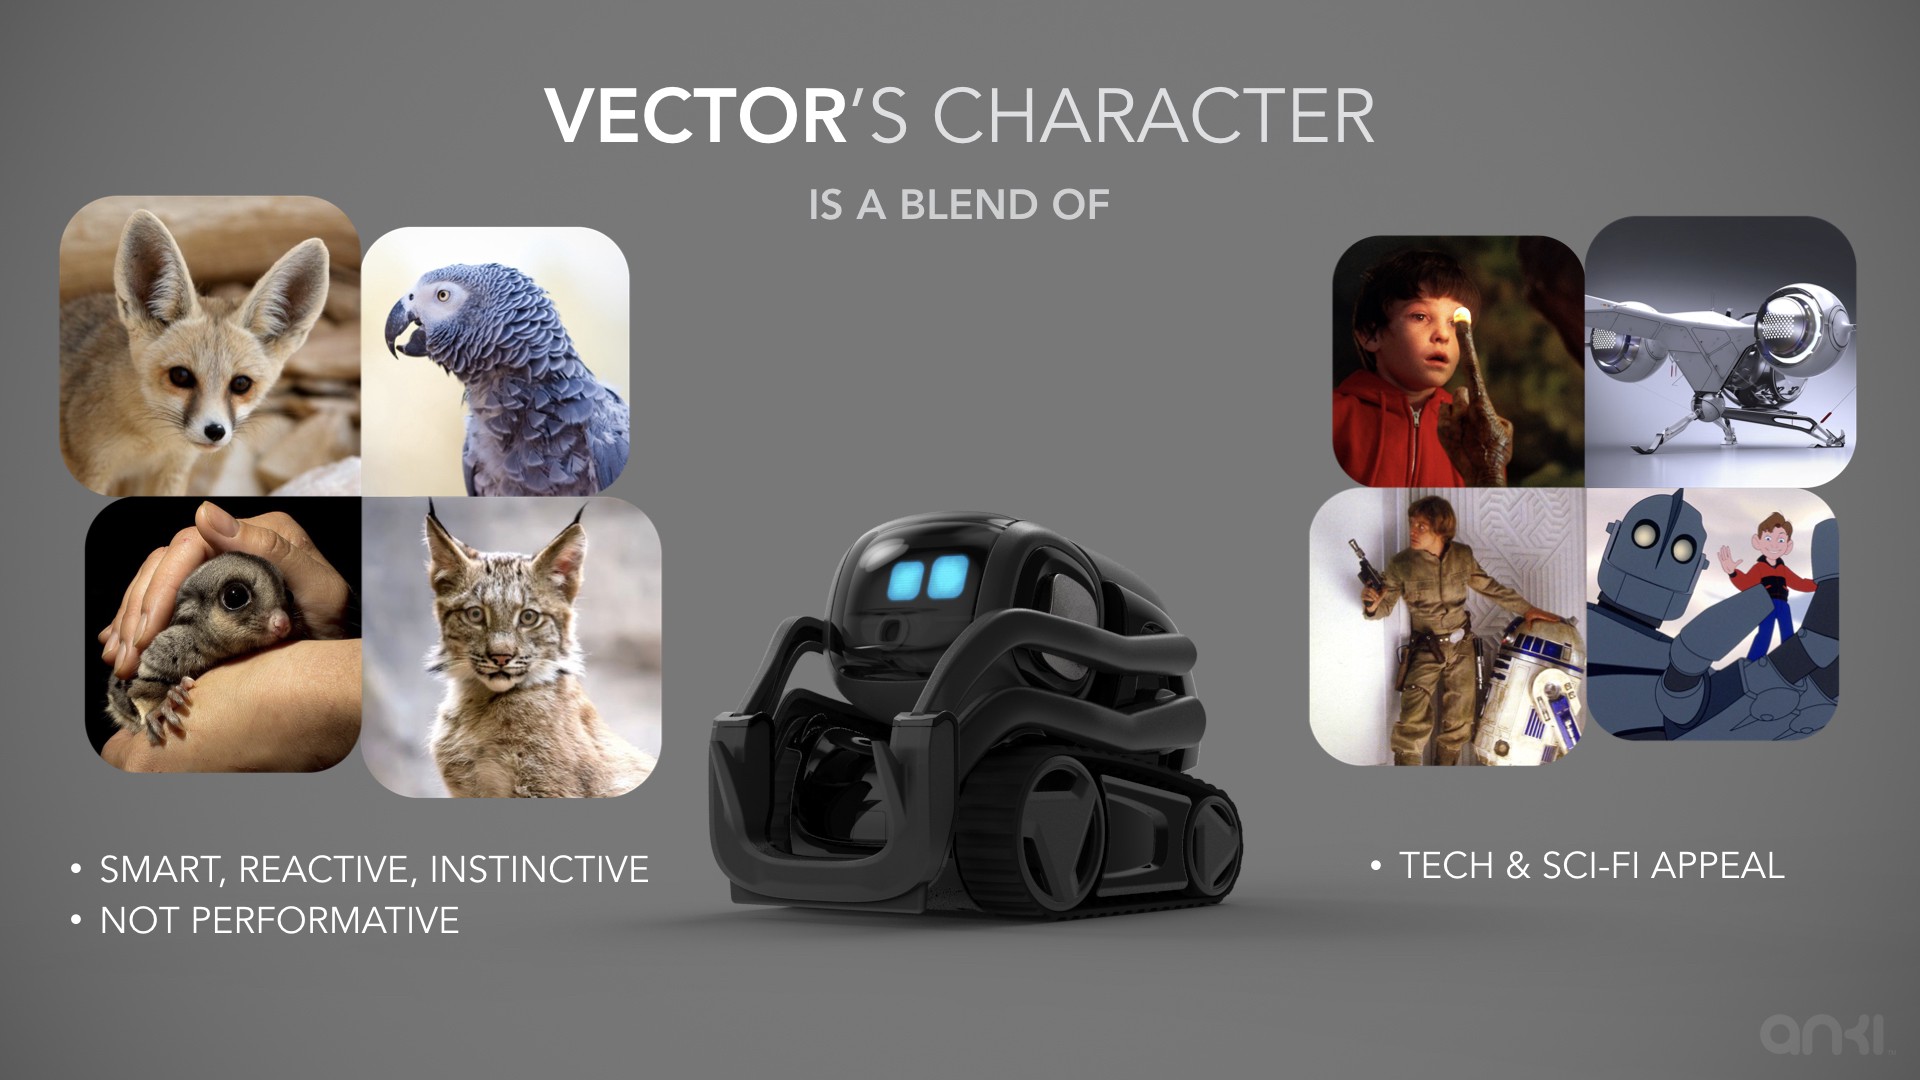 VECTOR'S CHARACTER
IS A BLEND OF
• SMART, REACTIVE, INSTINCTIVE
• NOT PERFORMATIVE
• TECH & SCI-FI APPEAL
anki